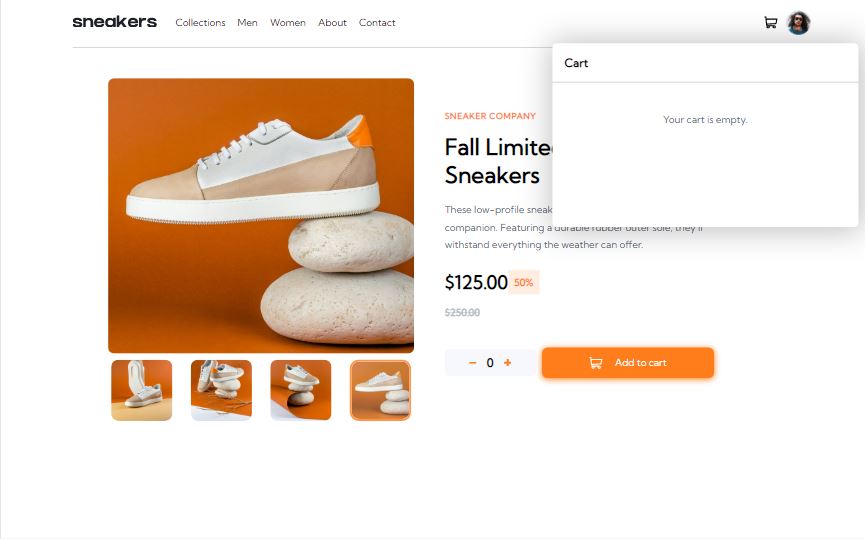 sneakers Collections Men Women About Contact
Cart
Your cart is empty.
SNEAKER COMPANY
Fall Limite
Sneakers
These low-profile sneak
companion. Featuring a durable rubber outer sole, they'll
withstand everything the weather can offer.
$125.00 50%
$250.00
− 0 + Add to cart